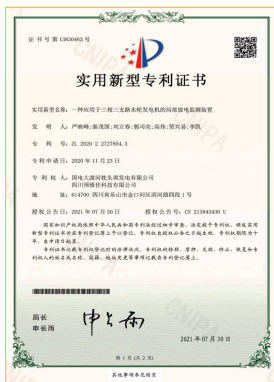 证书号第13830463号
实用新型专利证书
实用新型名称：一种应用于三相三支路水轮发电机的局部放电监测装置
发明人：严映峰;秦茂国;刘立春;郭司亮;高伟;贺兴易;李凯
专利号：ZL 2020 2 2727854.3
专利申请日：2020年11月23日
专利权人：国电大渡河枕头坝发电有限公司
四川预维佳科技有限公司
地址：614700 四川省乐山市金口河区滨河路四段1号
授权公告日：2021年07月30日 授权公告号：CN 213843430 U
国家知识产权局依照中华人民共和国专利法经过初步审查，决定授予专利权，颁发实用
新型专利证书并在专利登记簿上予以登记。专利权自授权公告之日起生效。专利权期限为十
年，自申请日起算。
专利证书记载专利权登记时的法律状况。专利权的转移、质押、无效、终止、恢复和专
利权人的姓名或名称、国籍、地址变更等事项记载在专利登记簿上。
局长
申长雨
申长雨
2021年07月30日
第1页（共2页）
其他事项参见续页